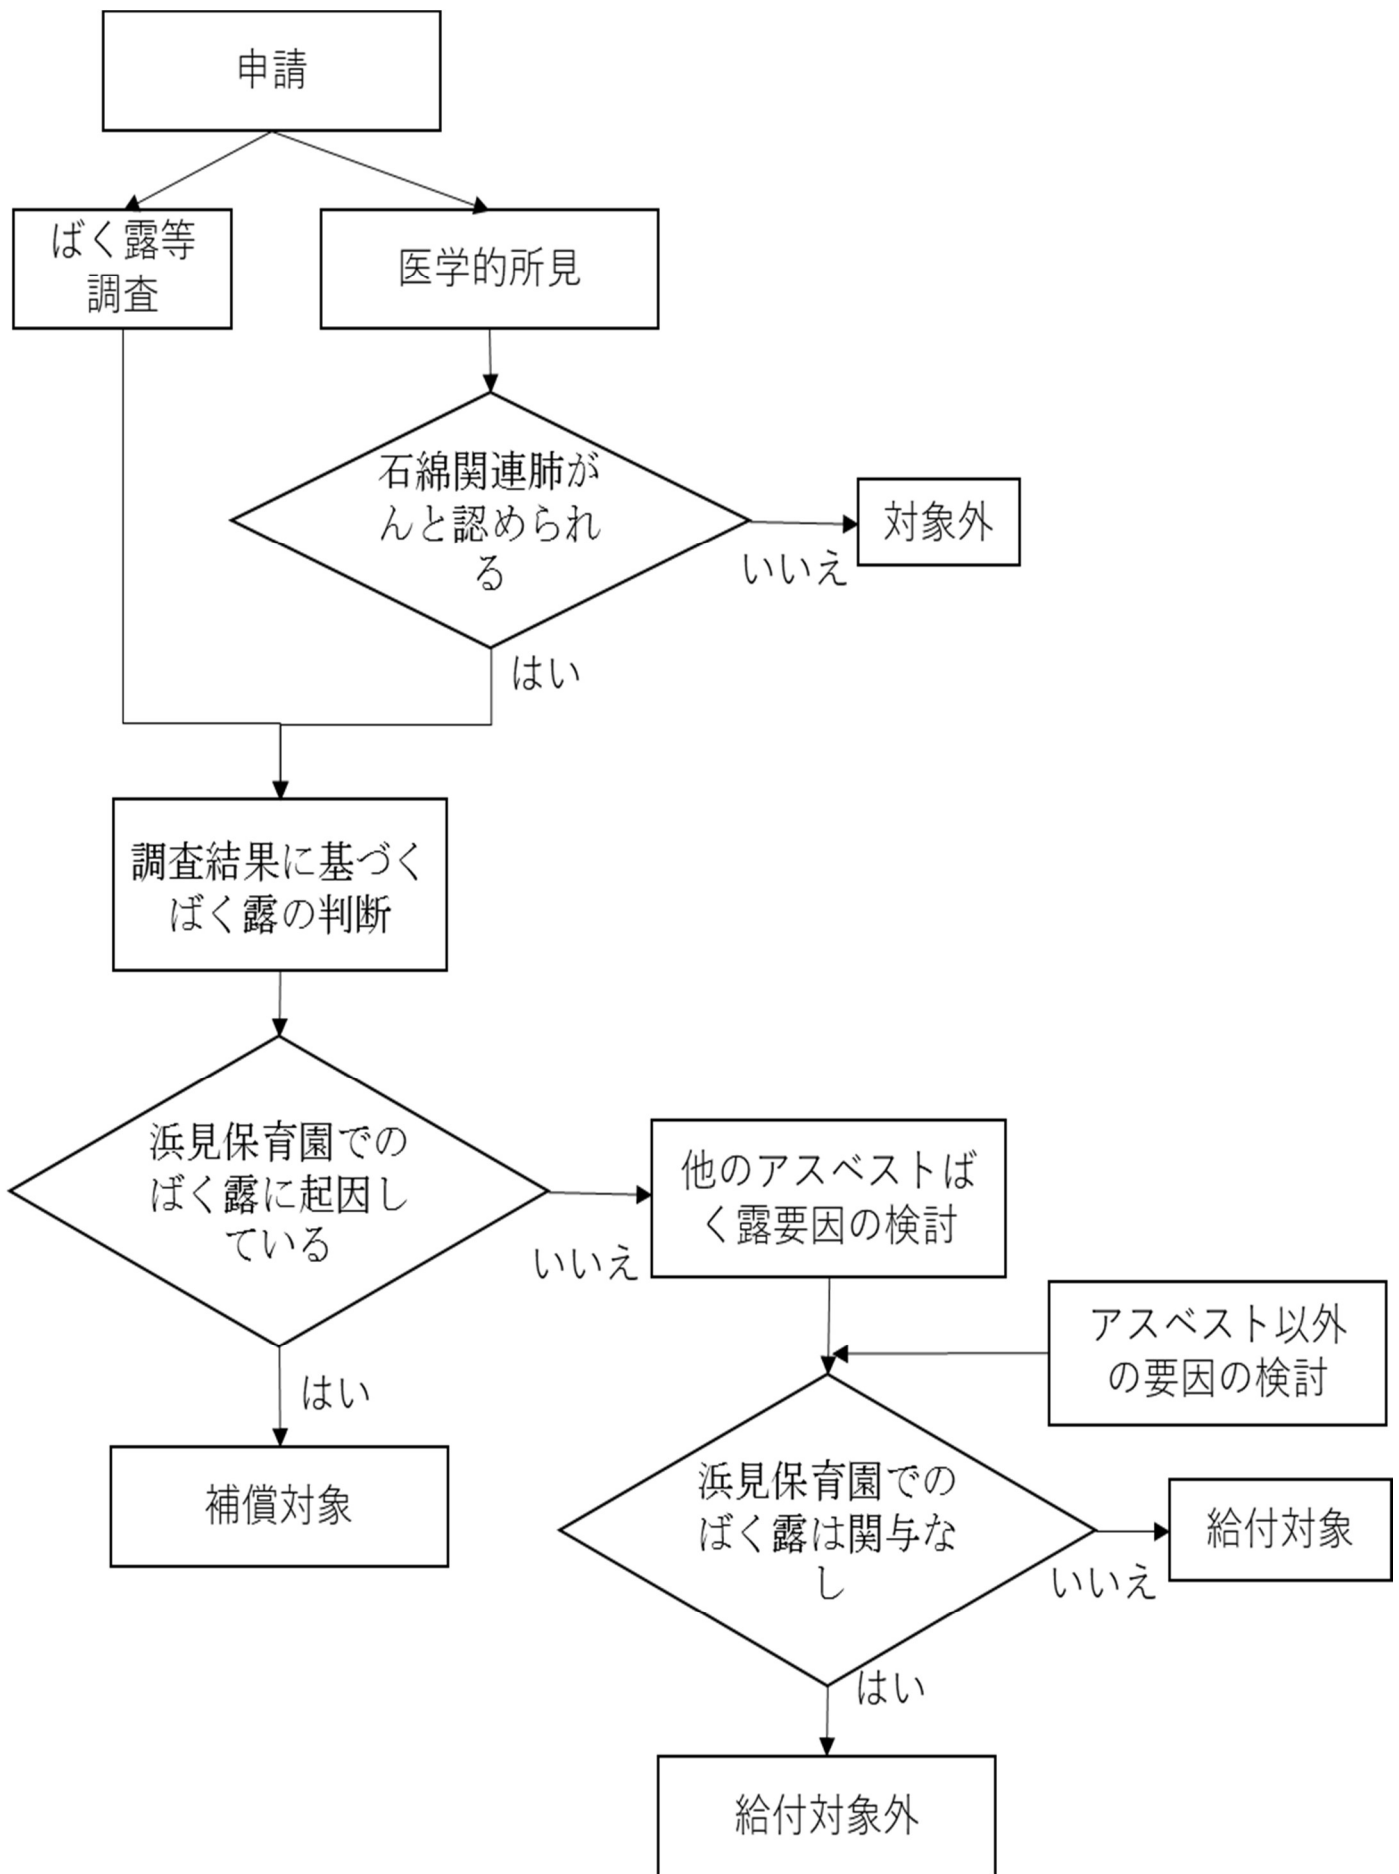 申請
ばく露等
調査
医学的所見
石綿関連肺が
んと認められ
る
対象外
いいえ
はい
調査結果に基づく
ばく露の判断
浜見保育園での
ばく露に起因し
ている
いいえ
他のアスベストば
く露要因の検討
アスベスト以外
の要因の検討
はい
補償対象
浜見保育園での
ばく露は関与な
し
いいえ
給付対象
はい
給付対象外